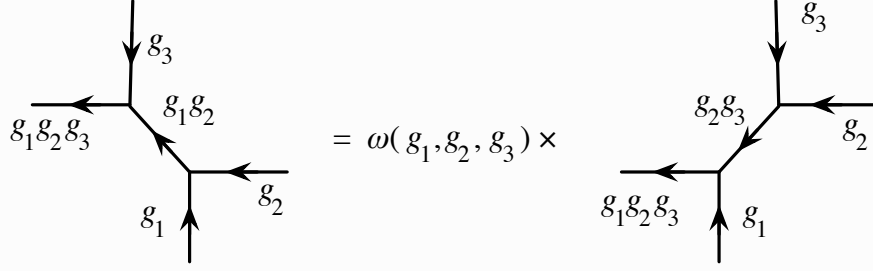 g₃
g₁g₂
g₁g₂g₃
g₂
g₁
= ω(g₁,g₂,g₃)×
g₃
g₂g₃
g₂
g₁g₂g₃
g₁